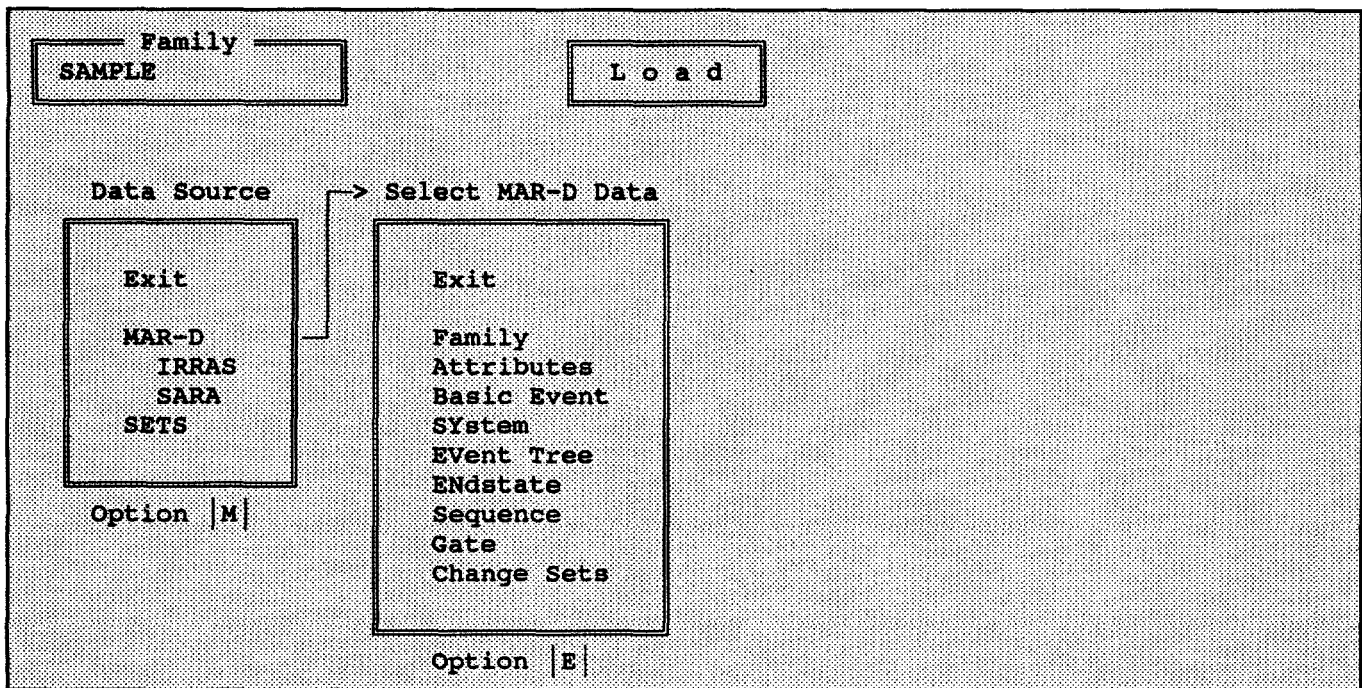 Family
SAMPLE
L o a d
Data Source
Exit
MAR-D
IRRAS
SARA
SETS
Option |M|
> Select MAR-D Data
Exit
Family
Attributes
Basic Event
SYstem
EVent Tree
ENdstate
Sequence
Gate
Change Sets
Option |E|